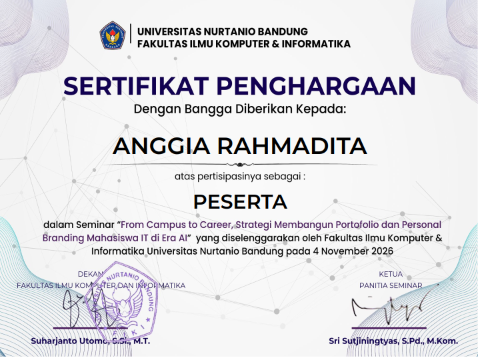 UNIVERSITAS NURTANIO BANDUNG
FAKULTAS ILMU KOMPUTER & INFORMATIKA
SERTIFIKAT PENGHARGAAN
Dengan Bangga Diberikan Kepada:
ANGGIA RAHMADITA
atas pertisipasinya sebagai :
PESERTA
dalam Seminar "From Campus to Career, Strategi Membangun Portofolio dan Personal
Branding Mahasiswa IT di Era AI" yang diselenggarakan oleh Fakultas Ilmu Komputer &
Informatika Universitas Nurtanio Bandung pada 4 November 2026
DEKAN
FAKULTAS ILMU KOMPUTER DAN INFORMATIKA
KETUA
PANITIA SEMINAR
NURTANIO BANDUNG
FIKI
Suharjanto Utomo, S.Si., M.T.
Sri Sutjiningtyas, S.Pd., M.Kom.